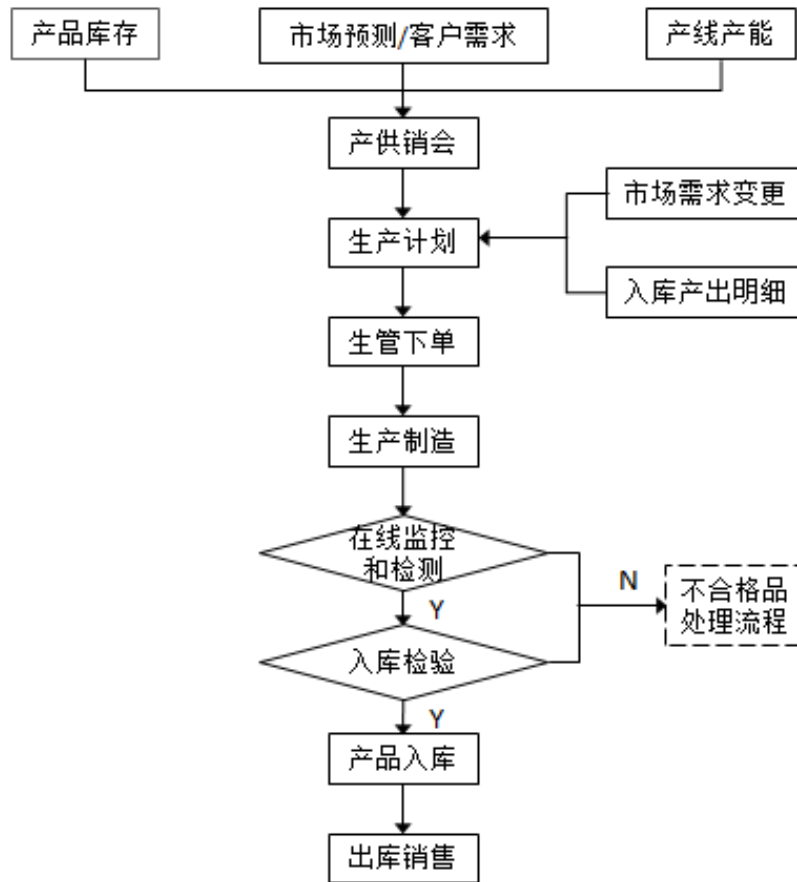 产品库存
市场预测/客户需求
产线产能
产供销会
市场需求变更
生产计划
入库产出明细
生管下单
生产制造
在线监控
和检测
N
不合格品
处理流程
Y
入库检验
Y
产品入库
出库销售